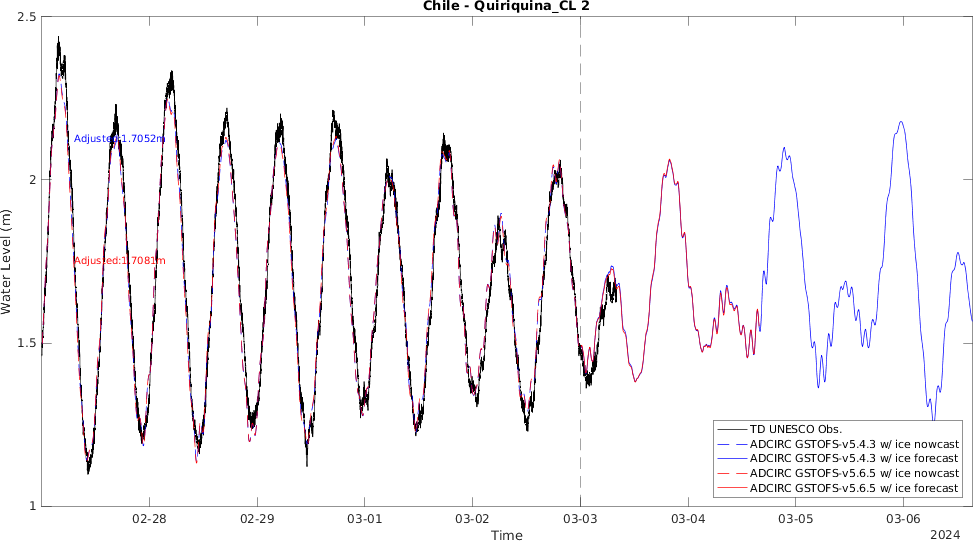 Chile - Quiriquina_CL 2
2.5
2
1.5
1
Water Level (m)
Adjusted:1.7052m
Adjusted:1.7081m
02-28
02-29
03-01
03-02
03-03
03-04
03-05
03-06
Time
2024
TD UNESCO Obs.
ADCIRC GSTOFS-v5.4.3 w/ ice nowcast
ADCIRC GSTOFS-v5.4.3 w/ ice forecast
ADCIRC GSTOFS-v5.6.5 w/ ice nowcast
ADCIRC GSTOFS-v5.6.5 w/ ice forecast